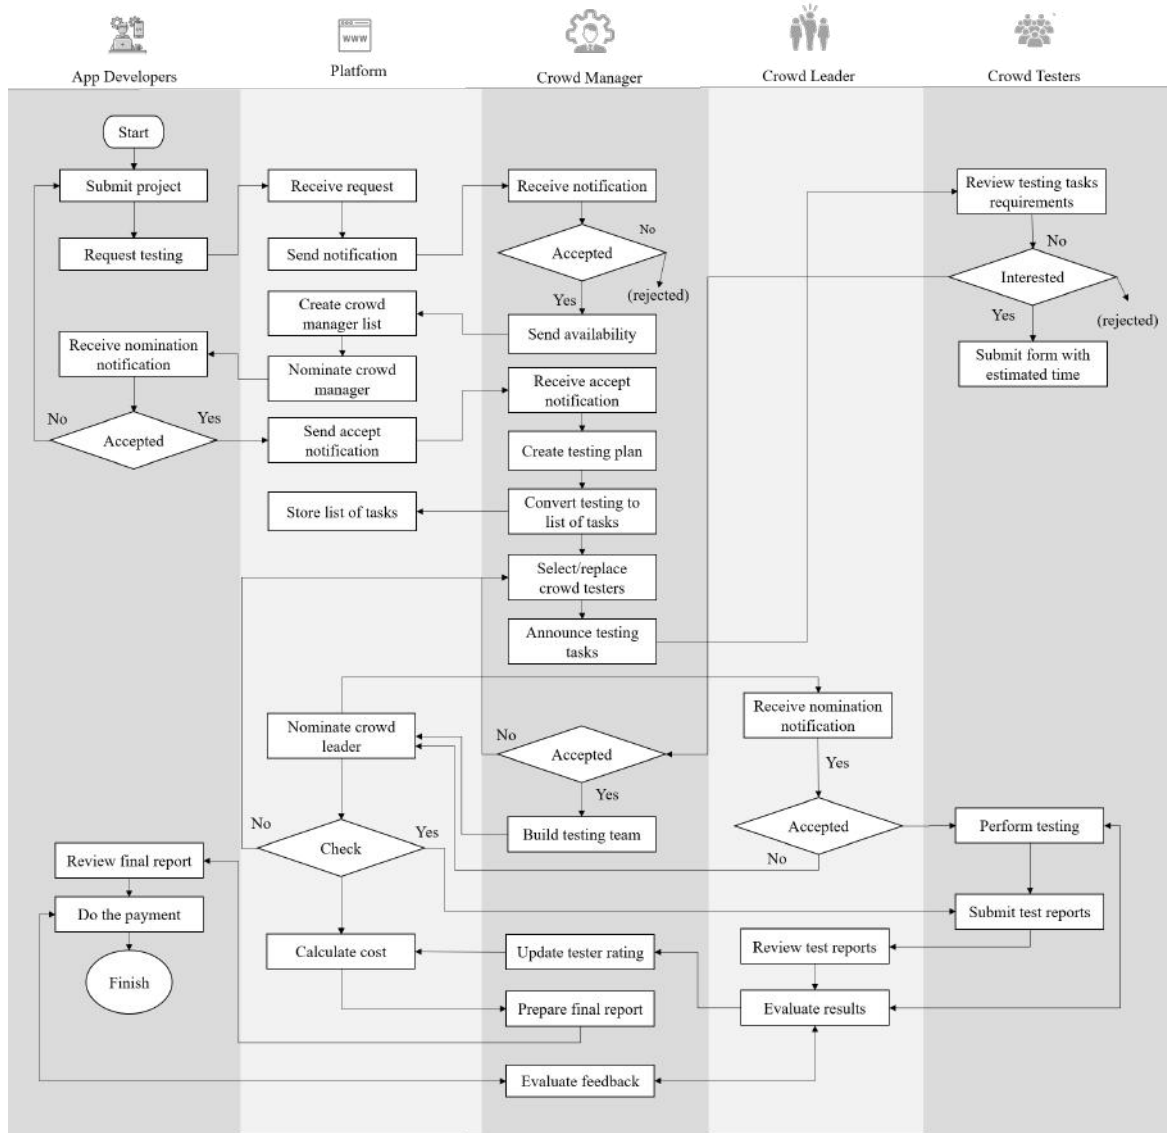 App Developers
Platform
Crowd Manager
Crowd Leader
Crowd Testers
WWW
Start
Submit project
Receive request
Receive notification
Review testing tasks
requirements
Request testing
Send notification
Accepted
No
(rejected)
Yes
No
Interested
(rejected)
Yes
Create crowd
manager list
Send availability
Submit form with
estimated time
Receive nomination
notification
Nominate crowd
manager
Receive accept
notification
No
Accepted
Yes
Send accept
notification
Create testing plan
Store list of tasks
Convert testing to
list of tasks
Select/replace
crowd testers
Announce testing
tasks
Nominate crowd
leader
No
Accepted
Yes
Receive nomination
notification
Yes
Build testing team
Accepted
No
Perform testing
No
Check
Yes
Review final report
Do the payment
Submit test reports
Finish
Calculate cost
Update tester rating
Review test reports
Prepare final report
Evaluate results
Evaluate feedback